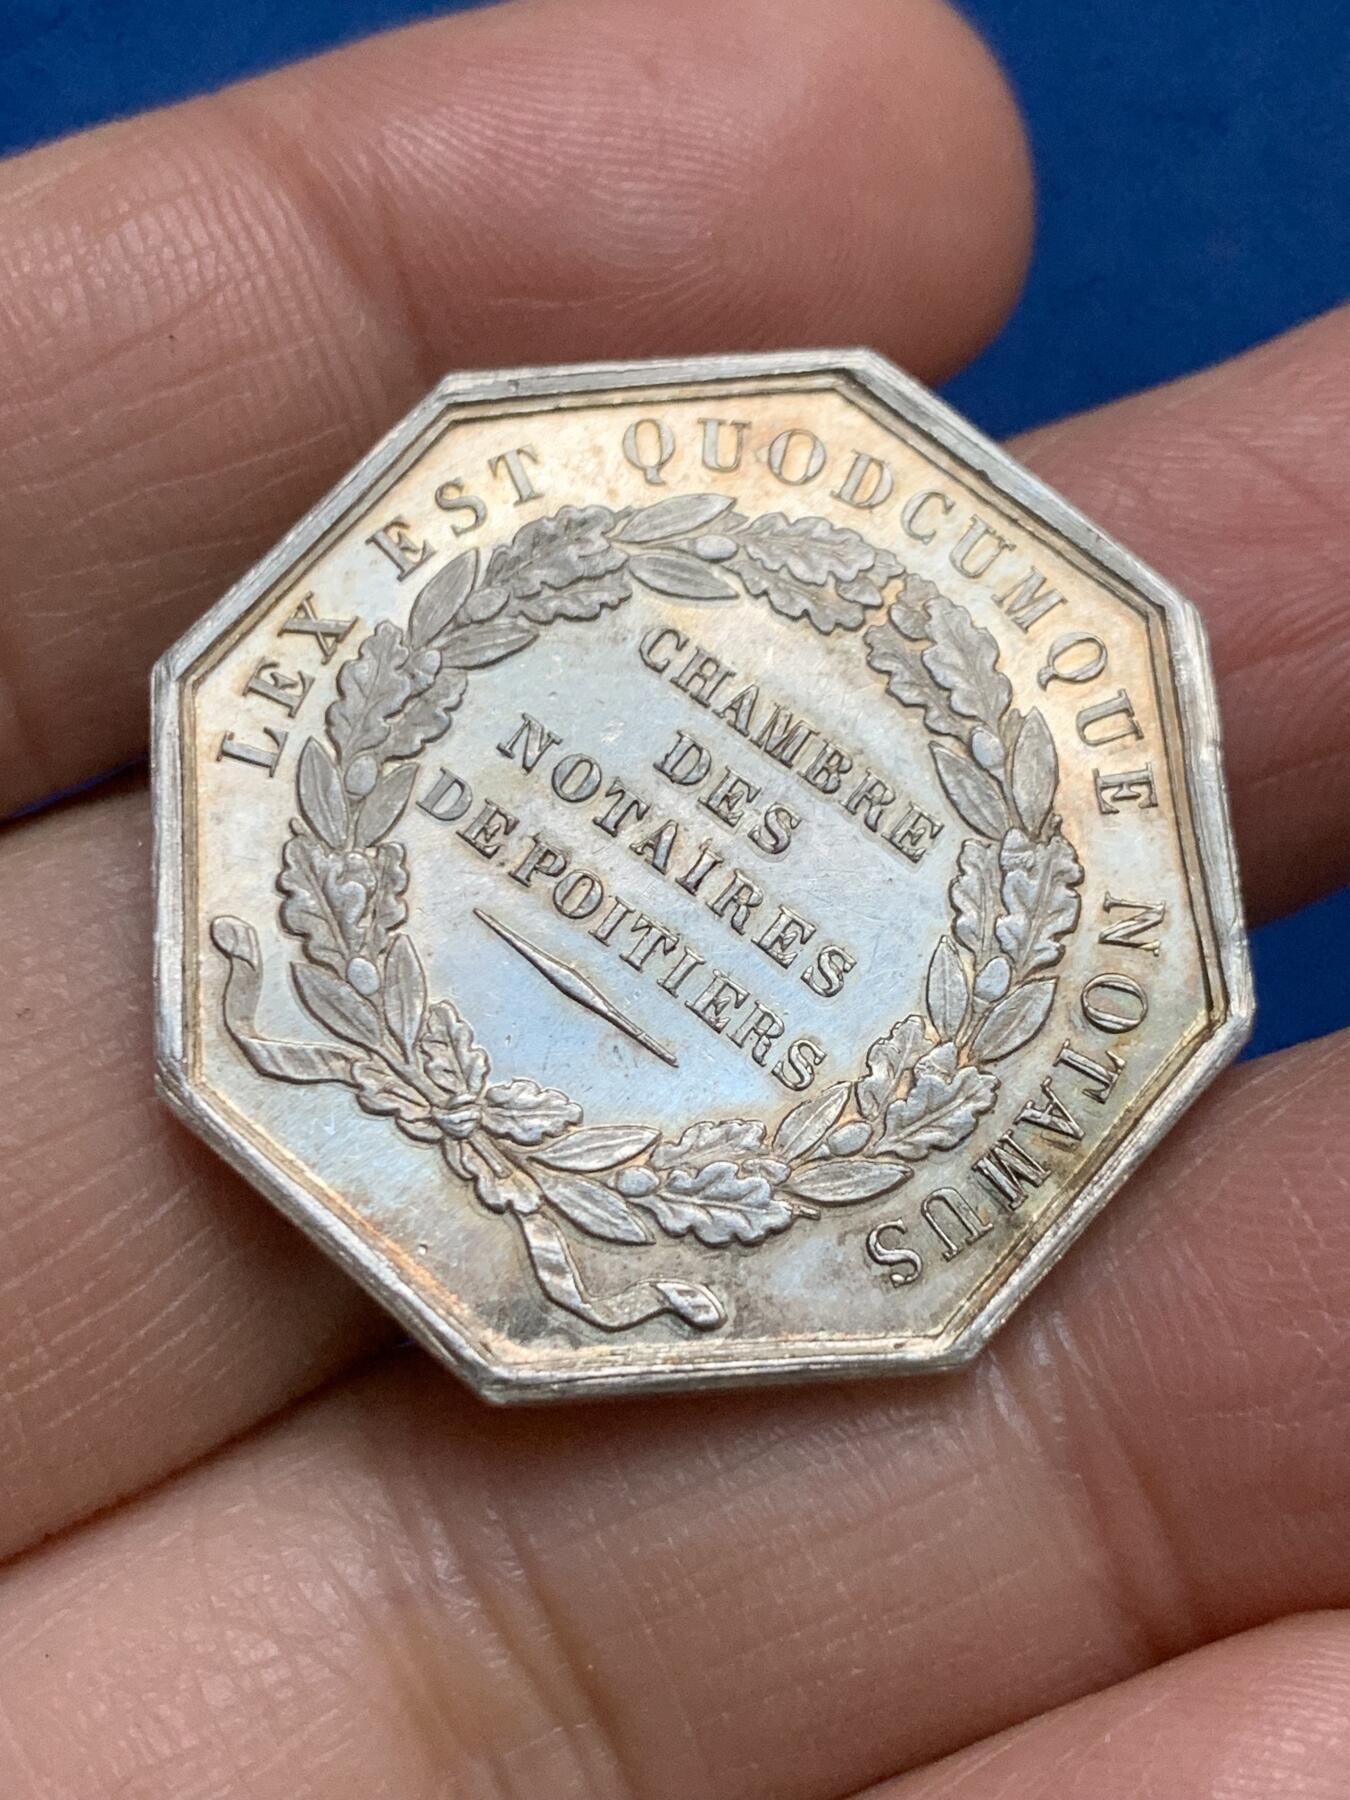 LEX EST QUODCUMQUE NOTAMUS
CHAMBRE
DES
NOTAIRES
DE POITIERS